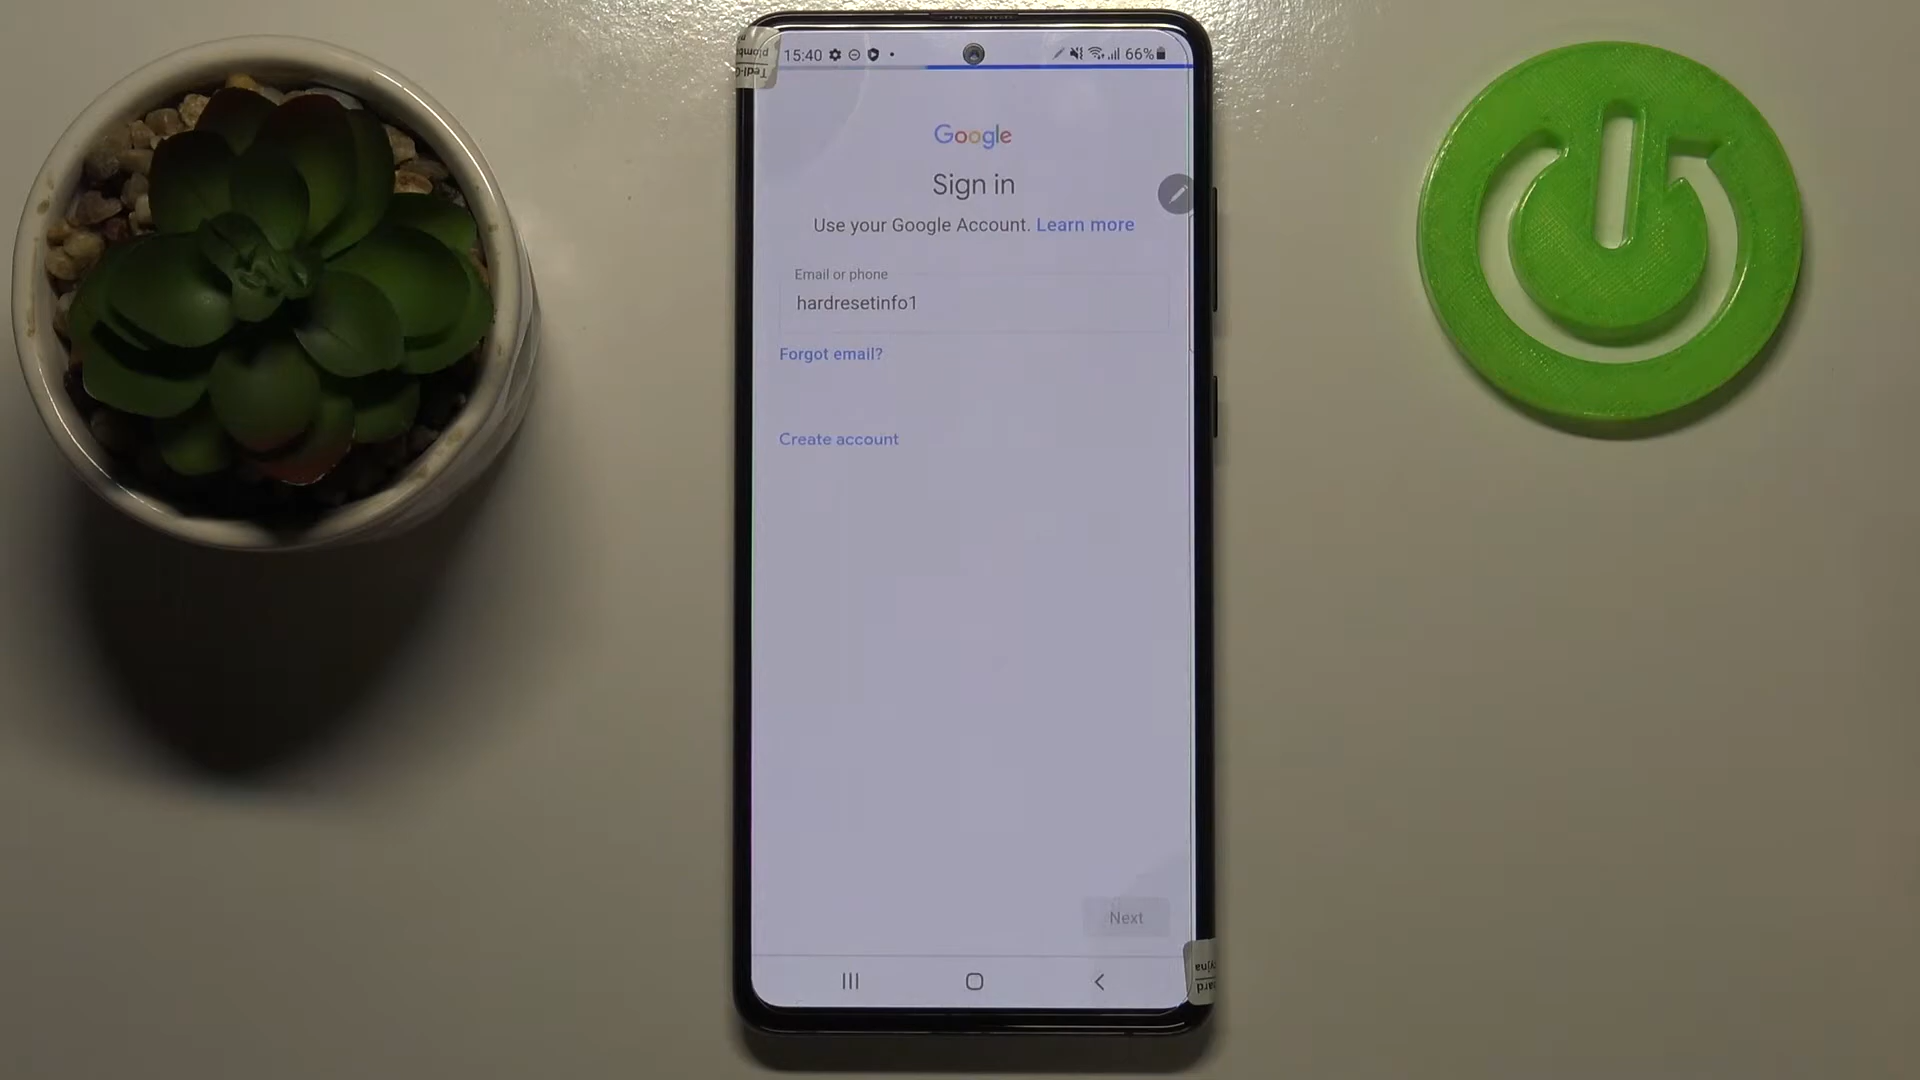 15:40
66%
Google
Sign in
Use your Google Account. Learn more
Email or phone
hardresetinfo1
Forgot email?
Create account
Next